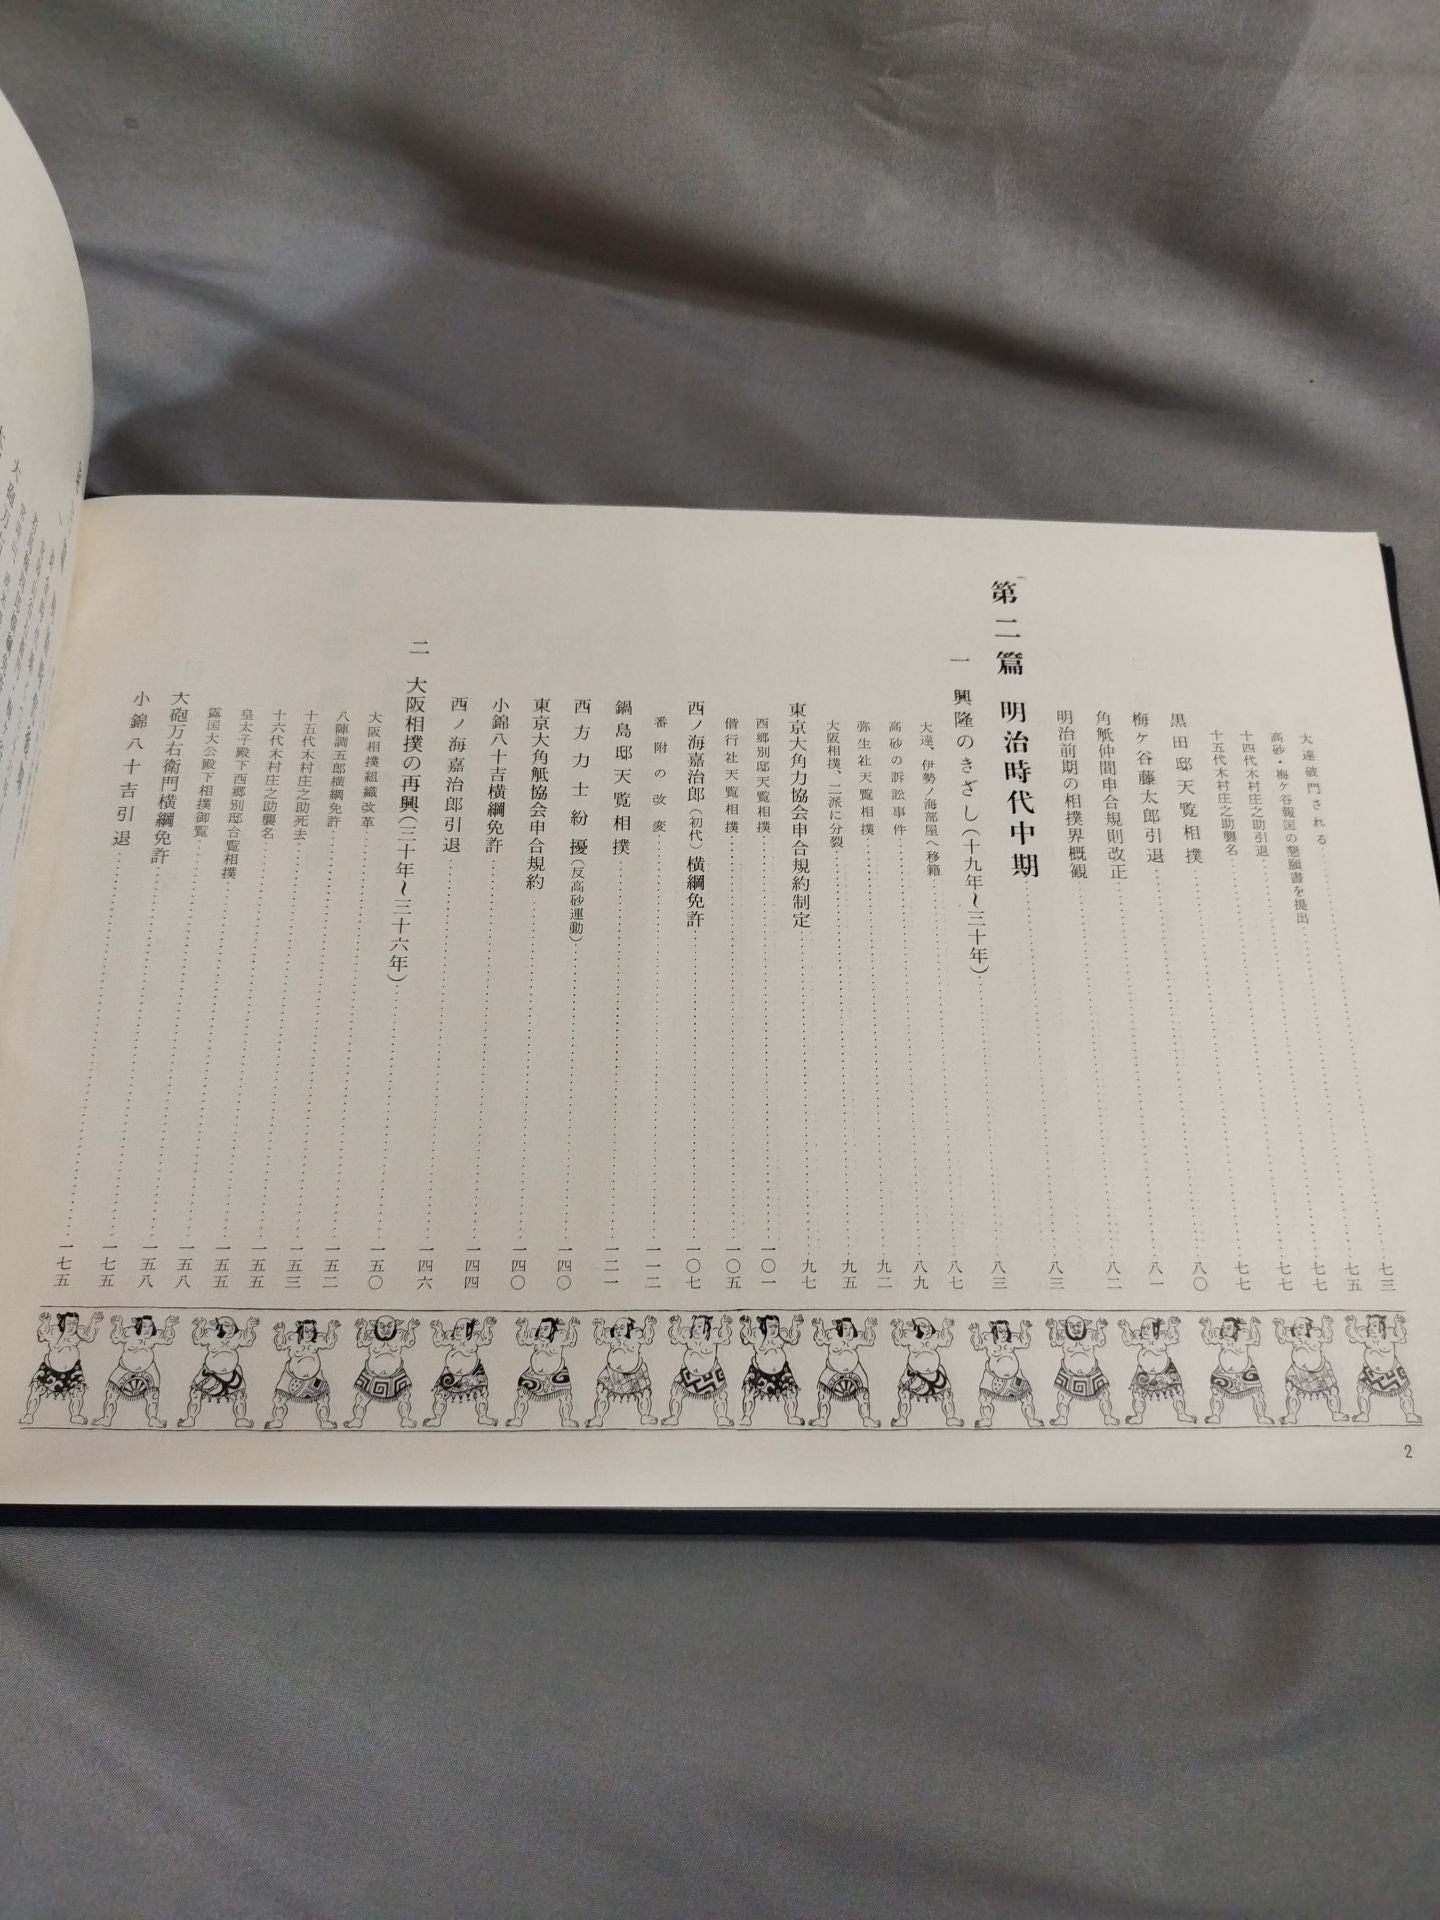 大達破門される……七三
高砂・梅ケ谷報国の懇願書を提出……七五
十四代木村庄之助引退……七七
十五代木村庄之助襲名……七七
黒田邸天覧相撲……七七
梅ケ谷藤太郎引退……八〇
角觝仲間申合規則改正……八一
明治前期の相撲界概観……八二
第二篇 明治時代中期……八三
一 興隆のきざし(十九年〜三十年)……八三
大達、伊勢ノ海部屋へ移籍……八七
高砂の訴訟事件……八九
弥生社天覧相撲……九二
大阪相撲、二派に分裂……九五
東京大角力協会申合規約制定……九七
西郷別邸天覧相撲……一〇一
偕行社天覧相撲……一〇五
西ノ海嘉治郎(初代)横綱免許……一〇七
番附の改変……一一二
鍋島邸天覧相撲……一二一
西方力士紛擾(反高砂運動)……一四〇
東京大角觝協会申合規約……一四〇
小錦八十吉横綱免許……一四四
西ノ海嘉治郎引退……一四六
二 大阪相撲の再興(三十年〜三十六年)……一五〇
大阪相撲組織改革……一五二
八陣調五郎横綱免許……一五三
十五代木村庄之助死去……一五五
十六代木村庄之助襲名……一五五
皇太子殿下西郷別邸台覧相撲……一五八
露国大公殿下相撲御覧……一五八
大砲万右衛門横綱免許……一七五
小錦八十吉引退……一七五
2